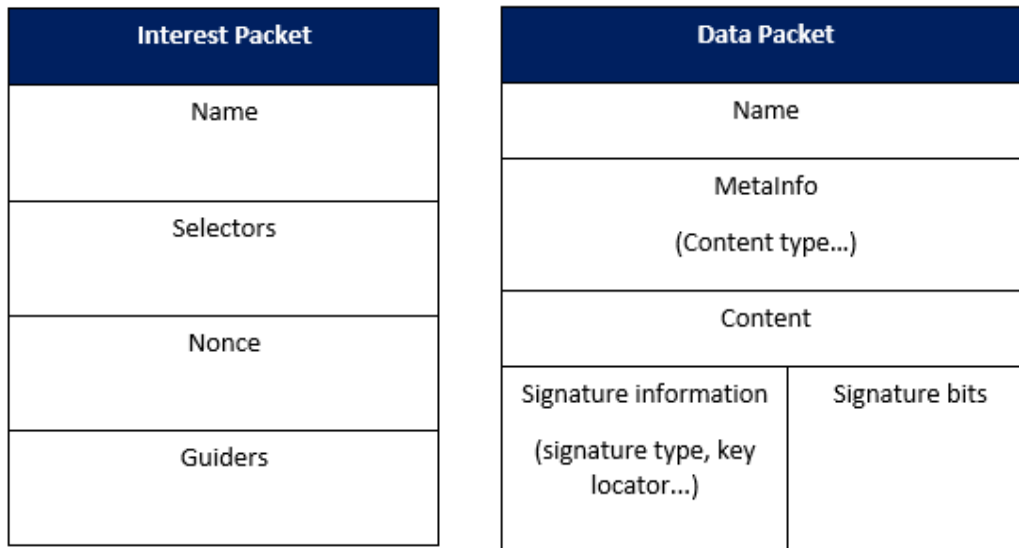 Interest Packet
Name
Selectors
Nonce
Guiders
Data Packet
Name
MetaInfo
(Content type...)
Content
Signature information
(signature type, key
locator...)
Signature bits